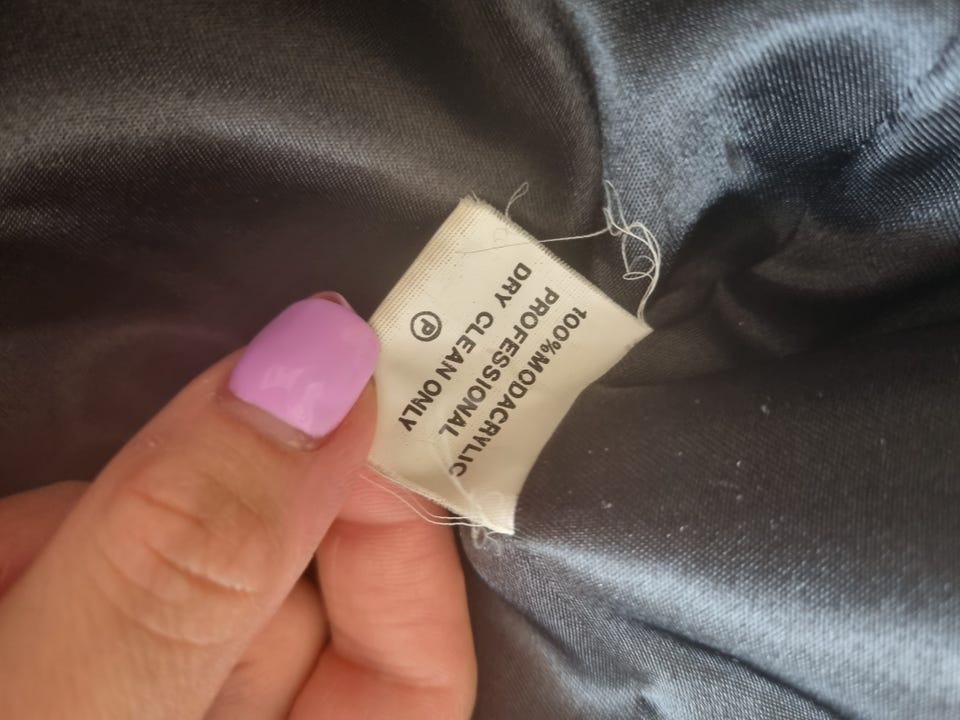 100%MODACRYLIC
PROFESSIONAL
DRY CLEAN ONLY
Ⓟ